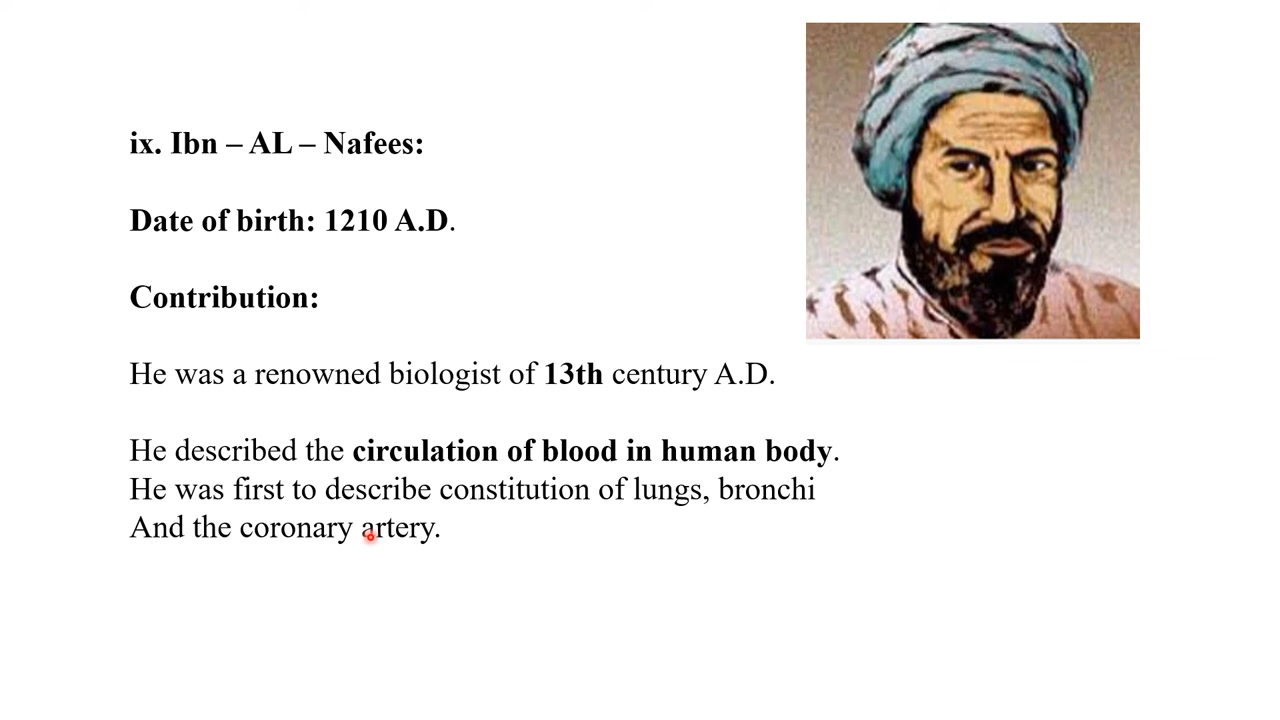 ix. Ibn – AL – Nafees:
Date of birth: 1210 A.D.
Contribution:
He was a renowned biologist of 13th century A.D.
He described the circulation of blood in human body.
He was first to describe constitution of lungs, bronchi
And the coronary artery.